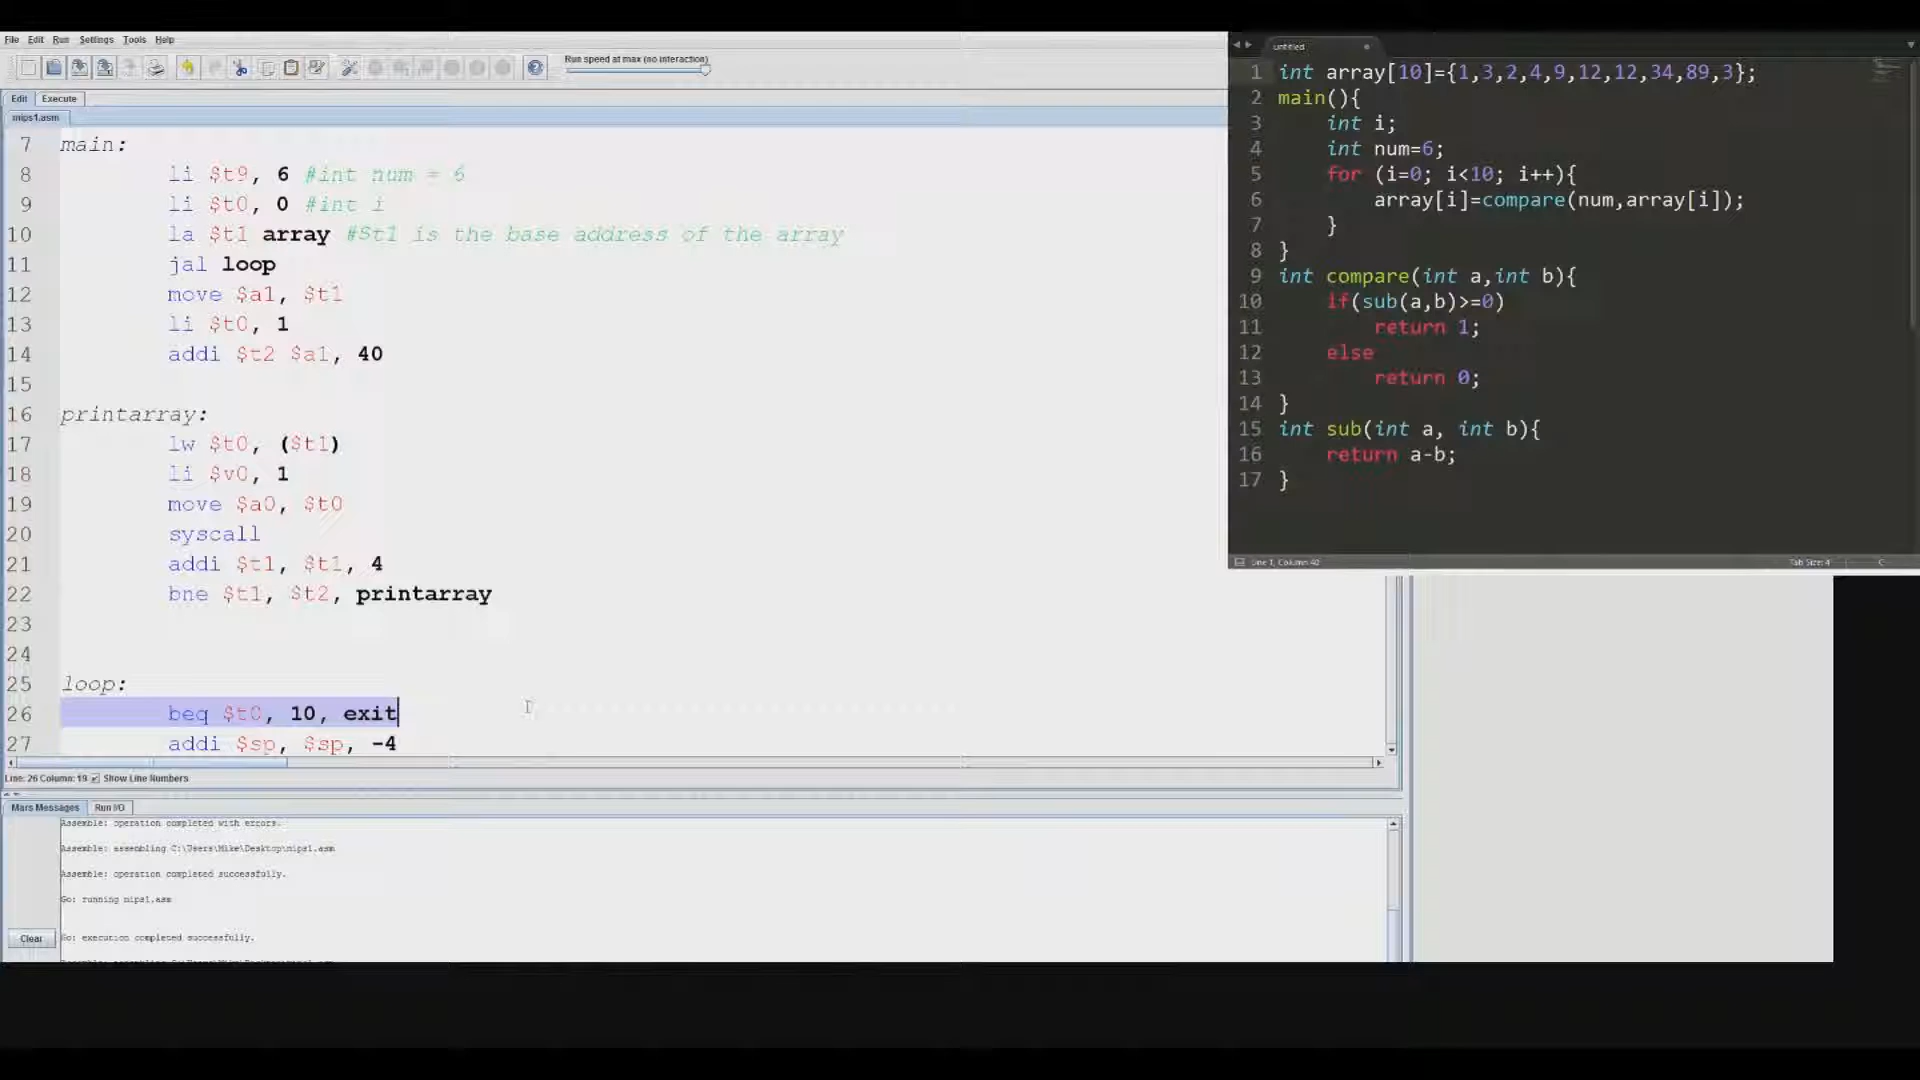 File Edit Run Settings Tools Help
Run speed at max (no interaction)
Edit Execute
mips1.asm
7 main:
8 li $t9, 6 #int num = 6
9 li $t0, 0 #int i
10 la $t1 array #$t1 is the base address of the array
11 jal loop
12 move $a1, $t1
13 li $t0, 1
14 addi $t2 $a1, 40
15
16 printarray:
17 lw $t0, ($t1)
18 li $v0, 1
19 move $a0, $t0
20 syscall
21 addi $t1, $t1, 4
22 bne $t1, $t2, printarray
23
24
25 loop:
26 beq $t0, 10, exit
27 addi $sp, $sp, -4
Line: 26 Column: 19 Show Line Numbers
Mars Messages Run I/O
Assemble: operation completed with errors.
Assemble: assembling C:\Users\Mike\Desktop\mips1.asm
Assemble: operation completed successfully.
Go: running mips1.asm
Go: execution completed successfully.
Clear
untitled
1 int array[10]={1,3,2,4,9,12,12,34,89,3};
2 main(){
3 int i;
4 int num=6;
5 for (i=0; i<10; i++){
6 array[i]=compare(num,array[i]);
7 }
8 }
9 int compare(int a,int b){
10 if(sub(a,b)>=0)
11 return 1;
12 else
13 return 0;
14 }
15 int sub(int a, int b){
16 return a-b;
17 }
Line 1, Column 42
Tab Size: 4 C